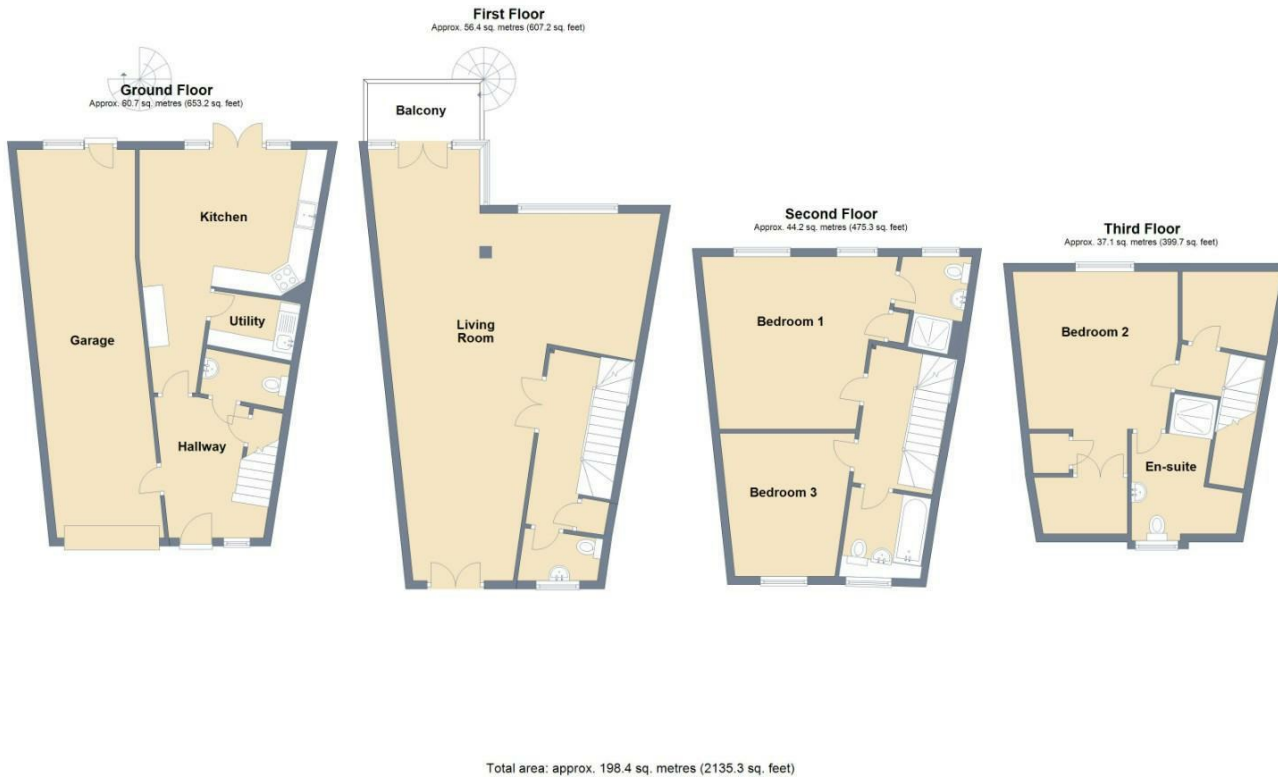 First Floor
Approx. 56.4 sq. metres (607.2 sq. feet)
Ground Floor
Approx. 60.7 sq. metres (653.2 sq. feet)
Balcony
Kitchen
Utility
Garage
Hallway
Living
Room
Second Floor
Approx. 44.2 sq. metres (475.3 sq. feet)
Bedroom 1
Bedroom 3
Third Floor
Approx. 37.1 sq. metres (399.7 sq. feet)
Bedroom 2
En-suite
Total area: approx. 198.4 sq. metres (2135.3 sq. feet)